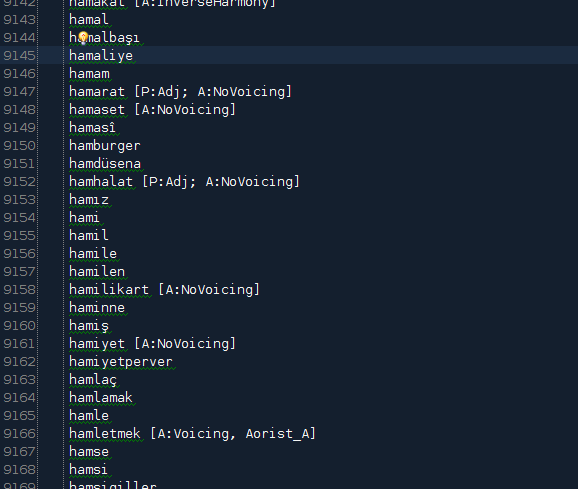 9142 hamakat [A:InverseHarmony]
9143 hamal
9144 hamalbaşı
9145 hamaliye
9146 hamam
9147 hamarat [P:Adj; A:NoVoicing]
9148 hamaset [A:NoVoicing]
9149 hamasî
9150 hamburger
9151 hamdüsena
9152 hamhalat [P:Adj; A:NoVoicing]
9153 hamız
9154 hami
9155 hamil
9156 hamile
9157 hamilen
9158 hamilikart [A:NoVoicing]
9159 haminne
9160 hamiş
9161 hamiyet [A:NoVoicing]
9162 hamiyetperver
9163 hamlaç
9164 hamlamak
9165 hamle
9166 hamletmek [A:Voicing, Aorist_A]
9167 hamse
9168 hamsi
9169 hamsigiller